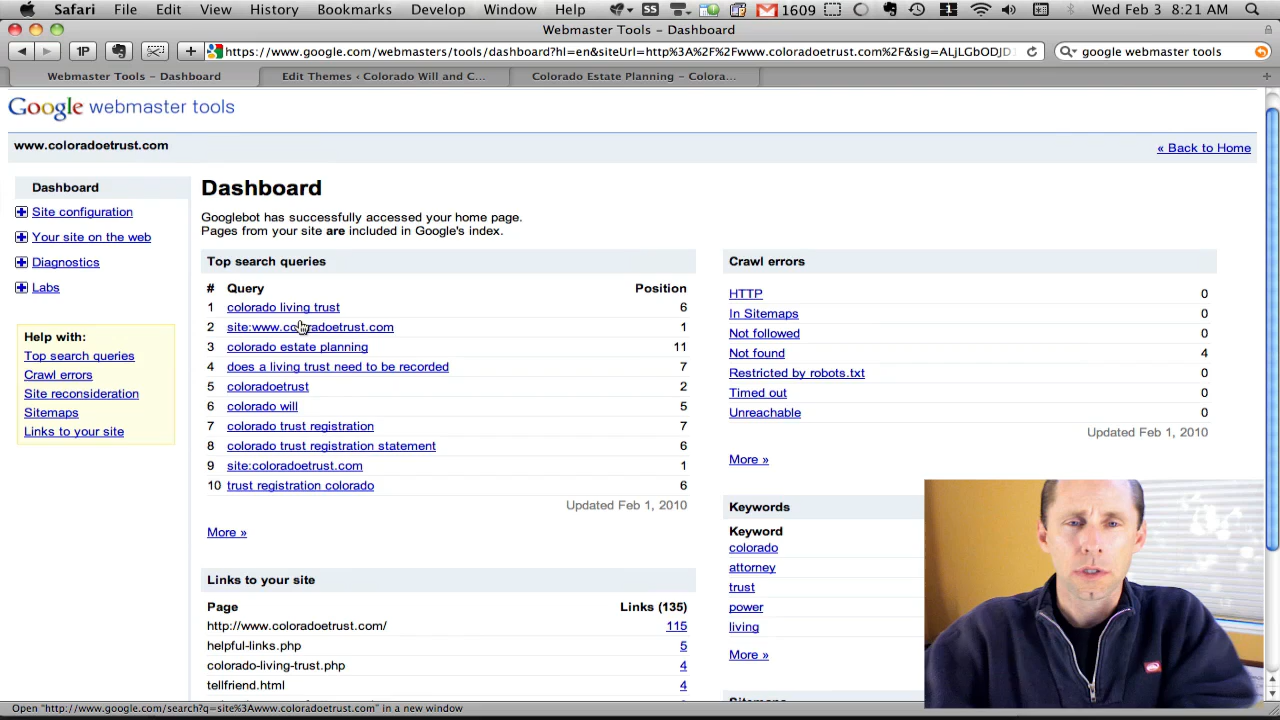 Safari File Edit View History Bookmarks Develop Window Help 1609 Wed Feb 3 8:21 AM
Webmaster Tools – Dashboard
1P https://www.google.com/webmasters/tools/dashboard?hl=en&siteUrl=http%3A%2F%2Fwww.coloradoetrust.com%2F&sig=ALjLGbODJD google webmaster tools
Webmaster Tools – Dashboard Edit Themes ‹ Colorado Will and C... Colorado Estate Planning – Colora...
Google webmaster tools
www.coloradoetrust.com
« Back to Home
Dashboard
Site configuration
Your site on the web
Diagnostics
Labs
Help with:
Top search queries
Crawl errors
Site reconsideration
Sitemaps
Links to your site
Dashboard
Googlebot has successfully accessed your home page.
Pages from your site are included in Google's index.
Top search queries
# Query Position
1 colorado living trust 6
2 site:www.coloradoetrust.com 1
3 colorado estate planning 11
4 does a living trust need to be recorded 7
5 coloradoetrust 2
6 colorado will 5
7 colorado trust registration 7
8 colorado trust registration statement 6
9 site:coloradoetrust.com 1
10 trust registration colorado 6
Updated Feb 1, 2010
More »
Links to your site
Page Links (135)
http://www.coloradoetrust.com/ 115
helpful-links.php 5
colorado-living-trust.php 4
tellfriend.html 4
Crawl errors
HTTP 0
In Sitemaps 0
Not followed 0
Not found 4
Restricted by robots.txt 0
Timed out 0
Unreachable 0
Updated Feb 1, 2010
More »
Keywords
Keyword
colorado
attorney
trust
power
living
More »
Open "http://www.google.com/search?q=site%3Awww.coloradoetrust.com" in a new window